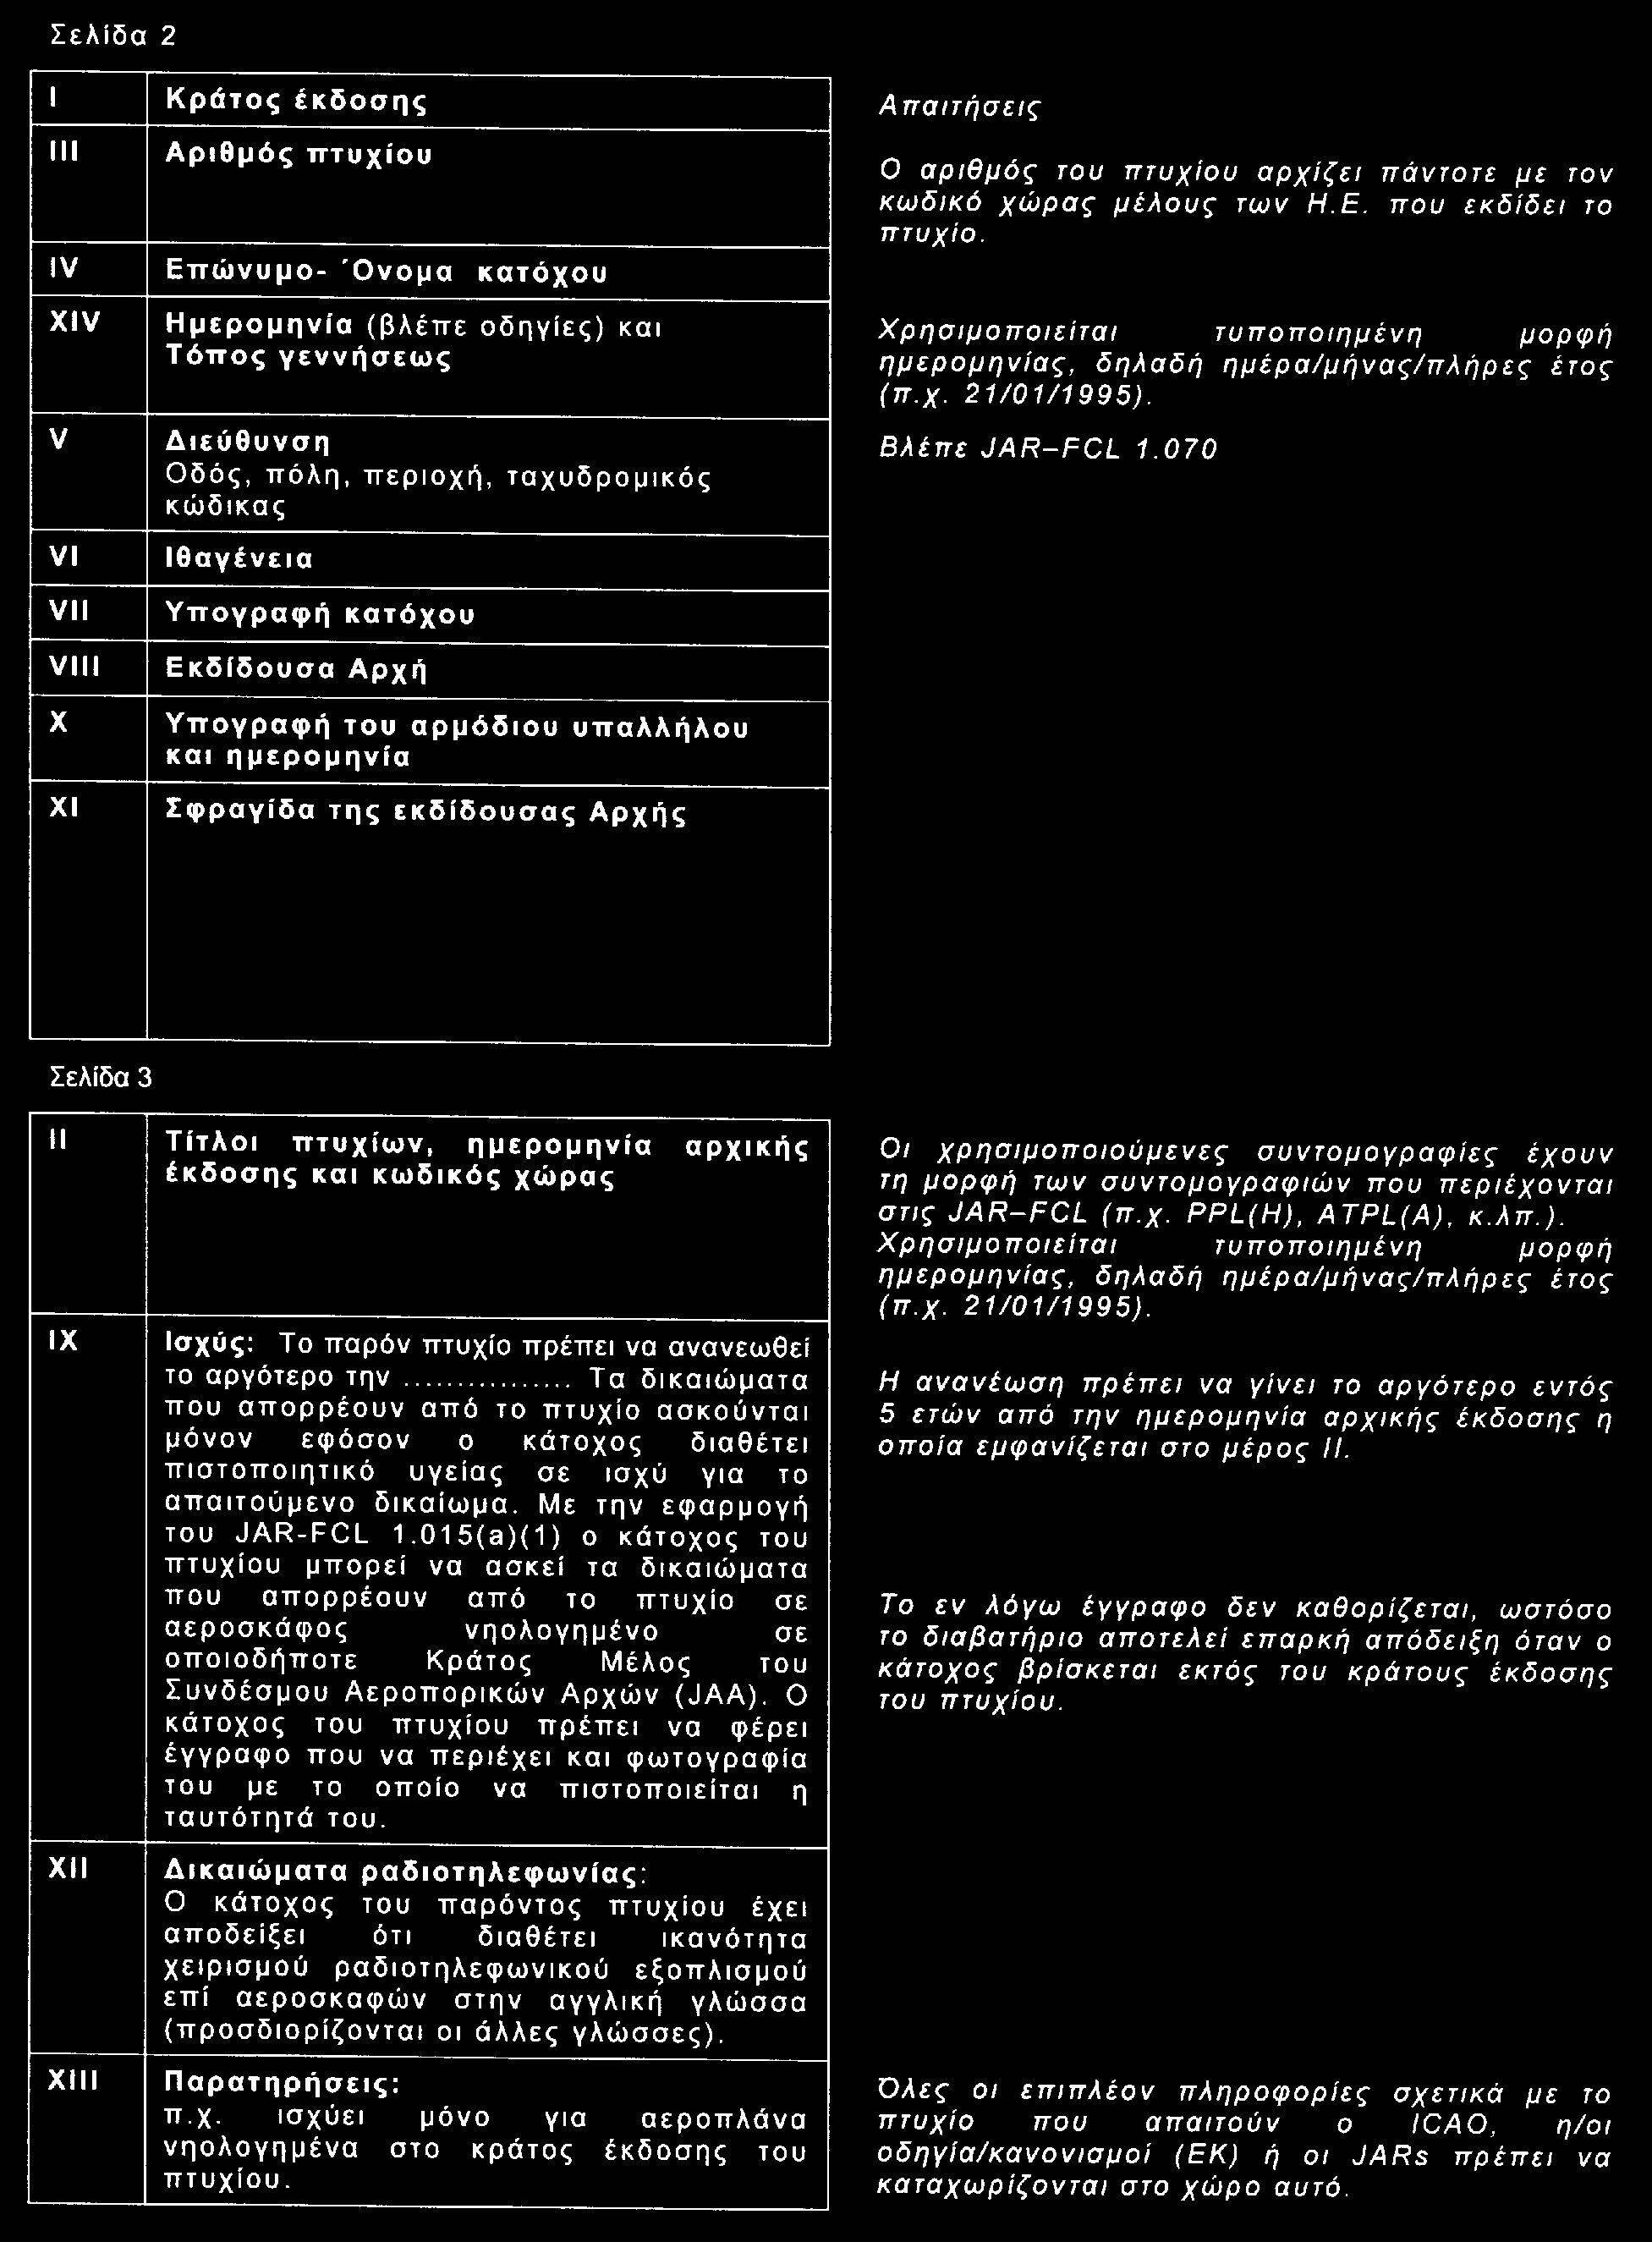 Σελίδα 2
I Κράτος έκδοσης
Απαιτήσεις
III Αριθμός πτυχίου
Ο αριθμός του πτυχίου αρχίζει πάντοτε με τον
κωδικό χώρας μέλους των Η.Ε. που εκδίδει το
πτυχίο.
IV Επώνυμο- Όνομα κατόχου
XIV Ημερομηνία (βλέπε οδηγίες) και
Τόπος γεννήσεως
Χρησιμοποιείται τυποποιημένη μορφή
ημερομηνίας, δηλαδή ημέρα/μήνας/πλήρες έτος
(π.χ. 21/01/1995).
V Διεύθυνση
Οδός, πόλη, περιοχή, ταχυδρομικός
κώδικας
Βλέπε JAR–FCL 1.070
VI Ιθαγένεια
VII Υπογραφή κατόχου
VIII Εκδίδουσα Αρχή
X Υπογραφή του αρμόδιου υπαλλήλου
και ημερομηνία
XI Σφραγίδα της εκδίδουσας Αρχής
Σελίδα 3
II Τίτλοι πτυχίων, ημερομηνία αρχικής
έκδοσης και κωδικός χώρας
Οι χρησιμοποιούμενες συντομογραφίες έχουν
τη μορφή των συντομογραφιών που περιέχονται
στις JAR–FCL (π.χ. PPL(H), ATPL(A), κ.λπ.).
Χρησιμοποιείται τυποποιημένη μορφή
ημερομηνίας, δηλαδή ημέρα/μήνας/πλήρες έτος
(π.χ. 21/01/1995).
IX Ισχύς: Το παρόν πτυχίο πρέπει να ανανεωθεί
το αργότερο την ................ Τα δικαιώματα
που απορρέουν από το πτυχίο ασκούνται
μόνον εφόσον ο κάτοχος διαθέτει
πιστοποιητικό υγείας σε ισχύ για το
απαιτούμενο δικαίωμα. Με την εφαρμογή
του JAR-FCL 1.015(a)(1) ο κάτοχος του
πτυχίου μπορεί να ασκεί τα δικαιώματα
που απορρέουν από το πτυχίο σε
αεροσκάφος νηολογημένο σε
οποιοδήποτε Κράτος Μέλος του
Συνδέσμου Αεροπορικών Αρχών (JAA). Ο
κάτοχος του πτυχίου πρέπει να φέρει
έγγραφο που να περιέχει και φωτογραφία
του με το οποίο να πιστοποιείται η
ταυτότητά του.
Η ανανέωση πρέπει να γίνει το αργότερο εντός
5 ετών από την ημερομηνία αρχικής έκδοσης η
οποία εμφανίζεται στο μέρος II.
Το εν λόγω έγγραφο δεν καθορίζεται, ωστόσο
το διαβατήριο αποτελεί επαρκή απόδειξη όταν ο
κάτοχος βρίσκεται εκτός του κράτους έκδοσης
του πτυχίου.
XII Δικαιώματα ραδιοτηλεφωνίας:
Ο κάτοχος του παρόντος πτυχίου έχει
αποδείξει ότι διαθέτει ικανότητα
χειρισμού ραδιοτηλεφωνικού εξοπλισμού
επί αεροσκαφών στην αγγλική γλώσσα
(προσδιορίζονται οι άλλες γλώσσες).
XIII Παρατηρήσεις:
π.χ. ισχύει μόνο για αεροπλάνα
νηολογημένα στο κράτος έκδοσης του
πτυχίου.
Όλες οι επιπλέον πληροφορίες σχετικά με το
πτυχίο που απαιτούν ο ICAO, η/οι
οδηγία/κανονισμοί (ΕΚ) ή οι JARs πρέπει να
καταχωρίζονται στο χώρο αυτό.